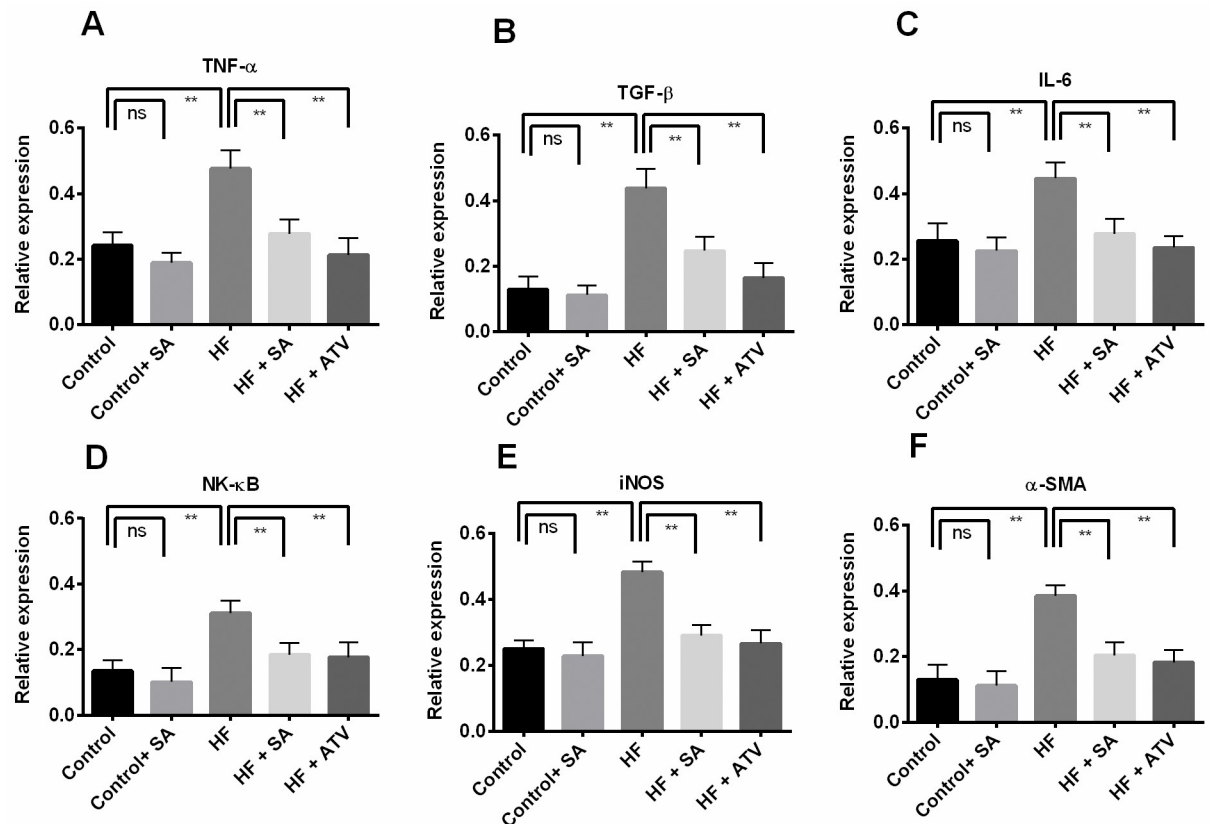 A
TNF-α
ns
**
**
**
Relative expression
0.6
0.4
0.2
0.0
Control
Control+ SA
HF
HF + SA
HF + ATV
B
TGF-β
ns
**
**
**
Relative expression
0.6
0.4
0.2
0.0
Control
Control+ SA
HF
HF + SA
HF + ATV
C
IL-6
ns
**
**
**
Relative expression
0.6
0.4
0.2
0.0
Control
Control+ SA
HF
HF + SA
HF + ATV
D
NK-κB
ns
**
**
**
Relative expression
0.6
0.4
0.2
0.0
Control
Control+ SA
HF
HF + SA
HF + ATV
E
iNOS
ns
**
**
**
Relative expression
0.6
0.4
0.2
0.0
Control
Control+ SA
HF
HF + SA
HF + ATV
F
α-SMA
ns
**
**
**
Relative expression
0.6
0.4
0.2
0.0
Control
Control+ SA
HF
HF + SA
HF + ATV